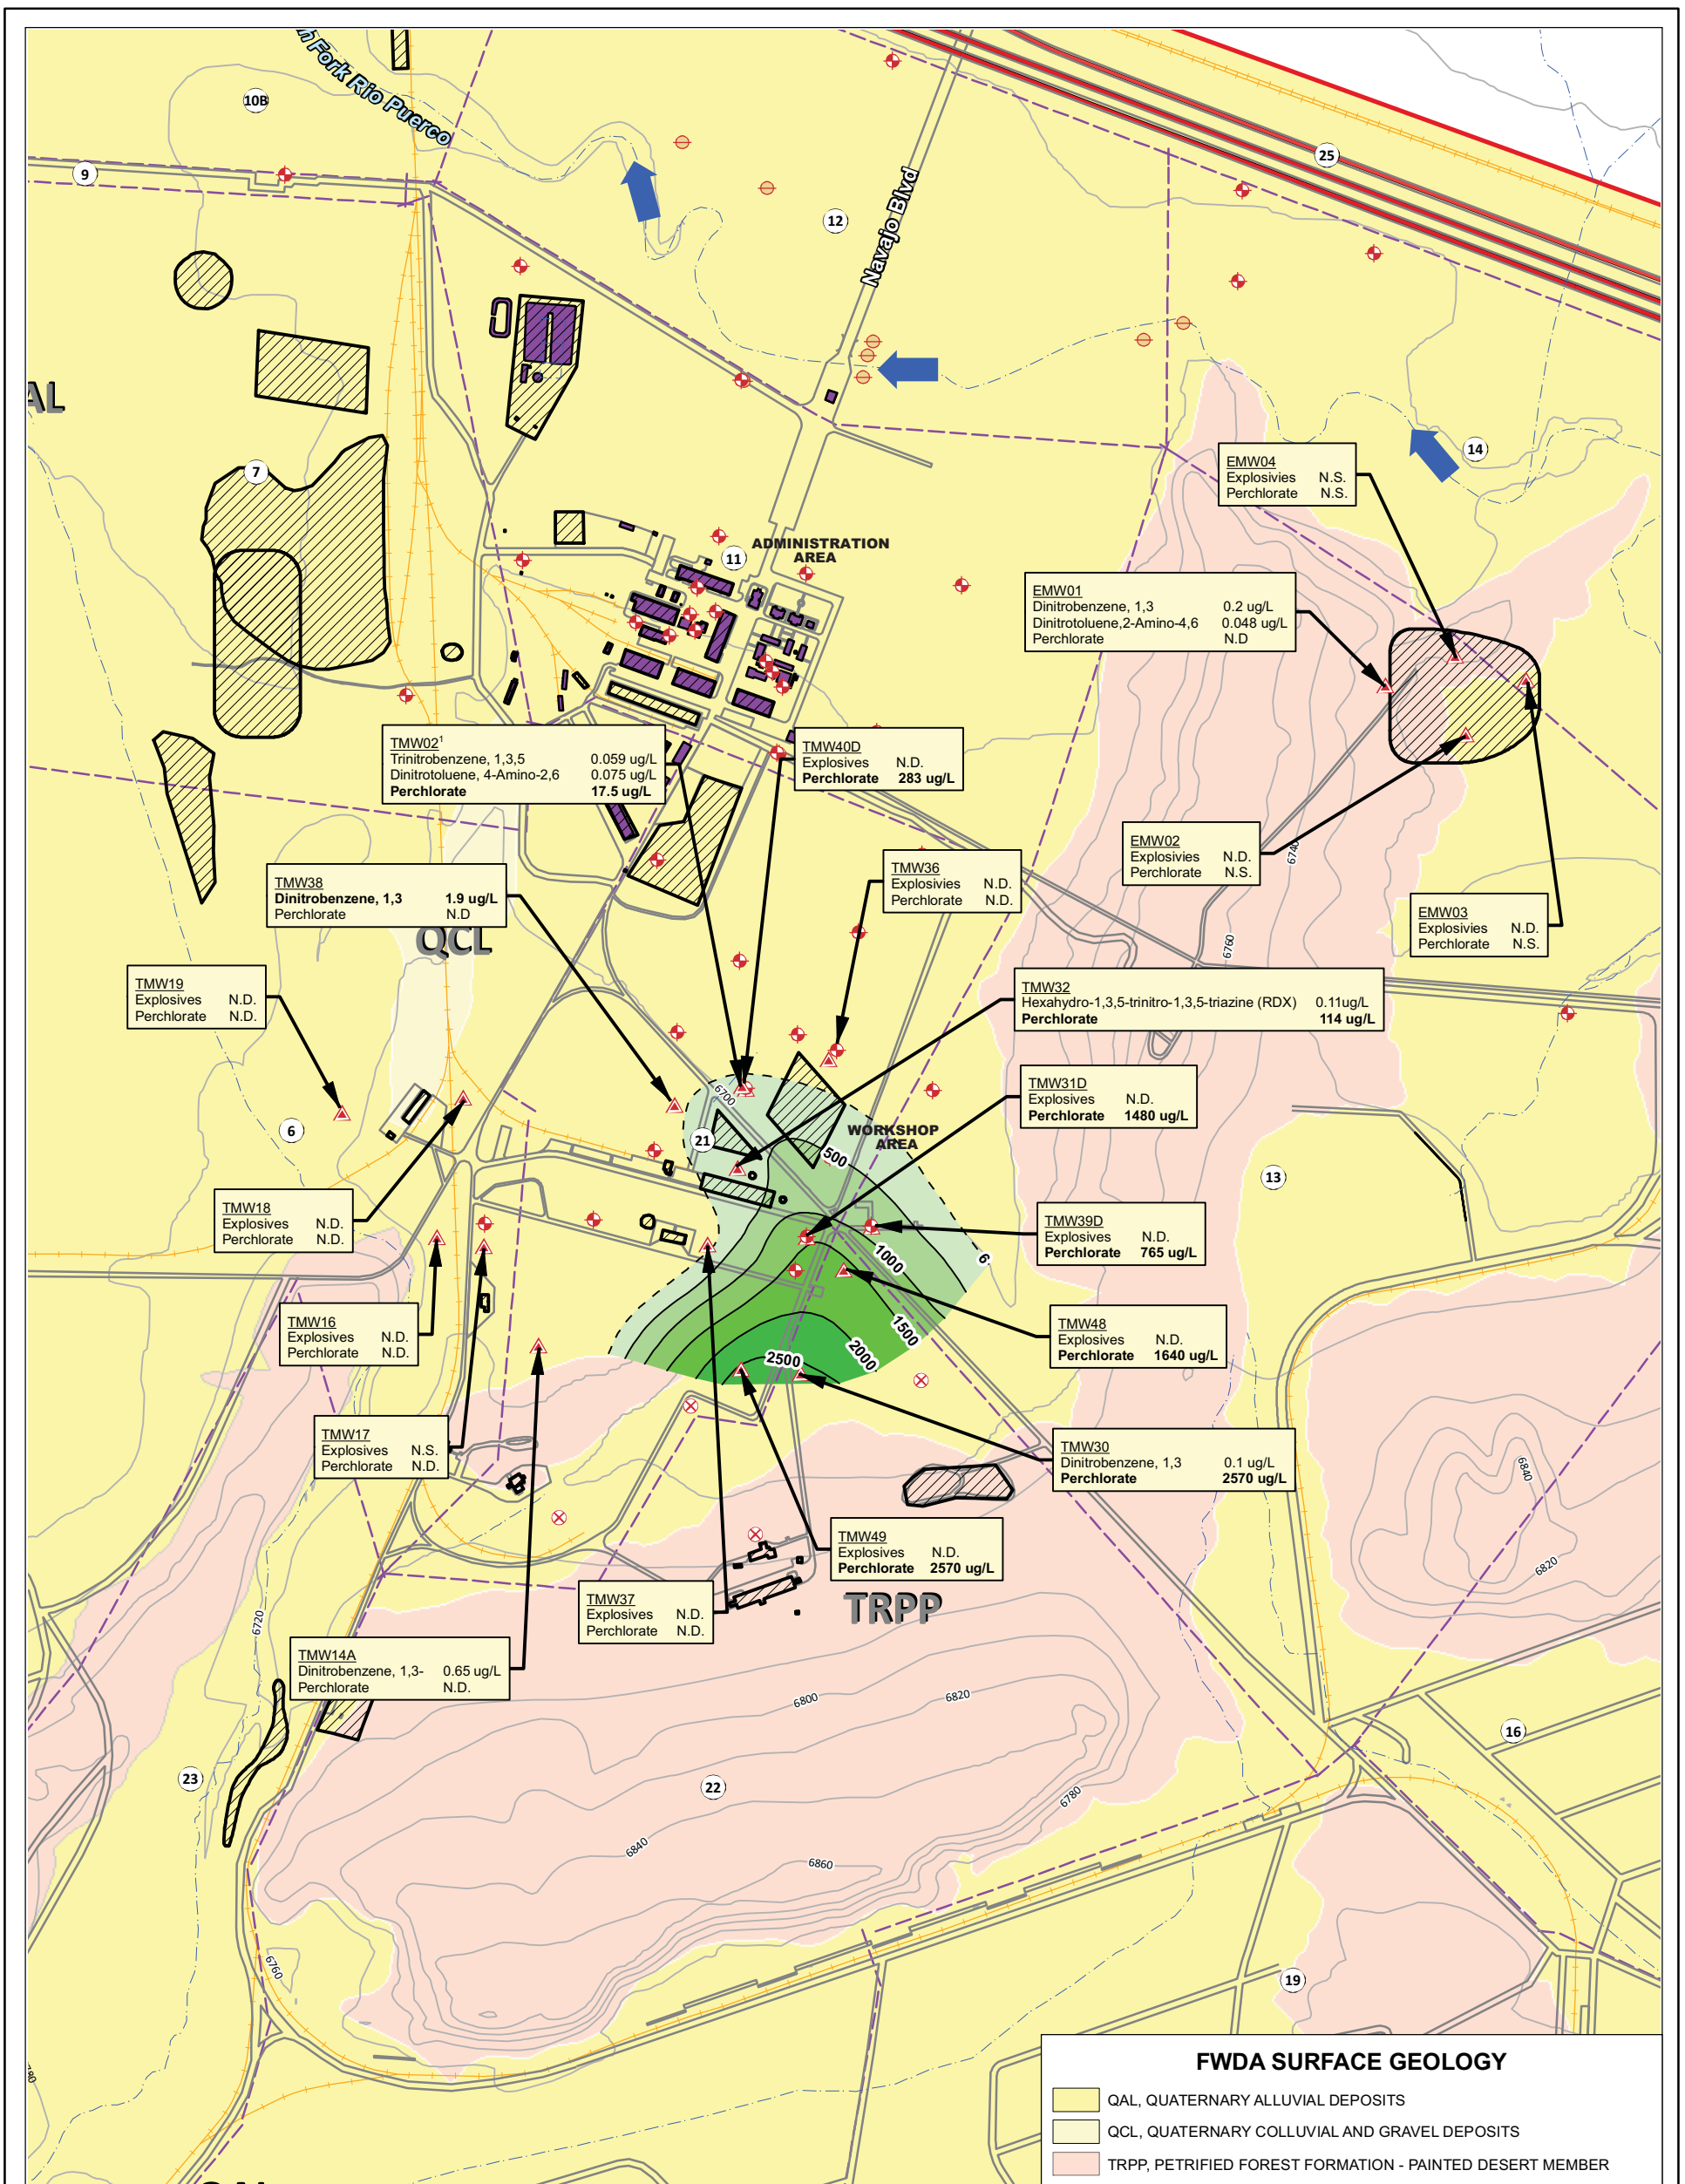 n Fork Rio Puerco
10B
9
25
12
Navajo Blvd
AL
7
14
EMW04
Explosivies N.S.
Perchlorate N.S.
11
ADMINISTRATION
AREA
EMW01
Dinitrobenzene, 1,3 0.2 ug/L
Dinitrotoluene,2-Amino-4,6 0.048 ug/L
Perchlorate N.D
TMW02¹
Trinitrobenzene, 1,3,5 0.059 ug/L
Dinitrotoluene, 4-Amino-2,6 0.075 ug/L
Perchlorate 17.5 ug/L
TMW40D
Explosives N.D.
Perchlorate 283 ug/L
EMW02
Explosivies N.D.
Perchlorate N.S.
6740
TMW36
Explosivies N.D.
Perchlorate N.D.
TMW38
Dinitrobenzene, 1,3 1.9 ug/L
Perchlorate N.D
EMW03
Explosivies N.D.
Perchlorate N.S.
QCL
6760
TMW19
Explosives N.D.
Perchlorate N.D.
TMW32
Hexahydro-1,3,5-trinitro-1,3,5-triazine (RDX) 0.11ug/L
Perchlorate 114 ug/L
TMW31D
Explosives N.D.
Perchlorate 1480 ug/L
6700
6
21
WORKSHOP
AREA
500
13
TMW18
Explosives N.D.
Perchlorate N.D.
TMW39D
Explosives N.D.
Perchlorate 765 ug/L
1000
6
TMW16
Explosives N.D.
Perchlorate N.D.
TMW48
Explosives N.D.
Perchlorate 1640 ug/L
1500
2000
2500
TMW17
Explosives N.S.
Perchlorate N.D.
TMW30
Dinitrobenzene, 1,3 0.1 ug/L
Perchlorate 2570 ug/L
6840
6820
TMW49
Explosives N.D.
Perchlorate 2570 ug/L
TMW37
Explosives N.D.
Perchlorate N.D.
TRPP
6720
TMW14A
Dinitrobenzene, 1,3- 0.65 ug/L
Perchlorate N.D.
6800
6820
16
23
22
6780
6840
6860
6760
19
FWDA SURFACE GEOLOGY
QAL, QUATERNARY ALLUVIAL DEPOSITS
QCL, QUATERNARY COLLUVIAL AND GRAVEL DEPOSITS
TRPP, PETRIFIED FOREST FORMATION - PAINTED DESERT MEMBER